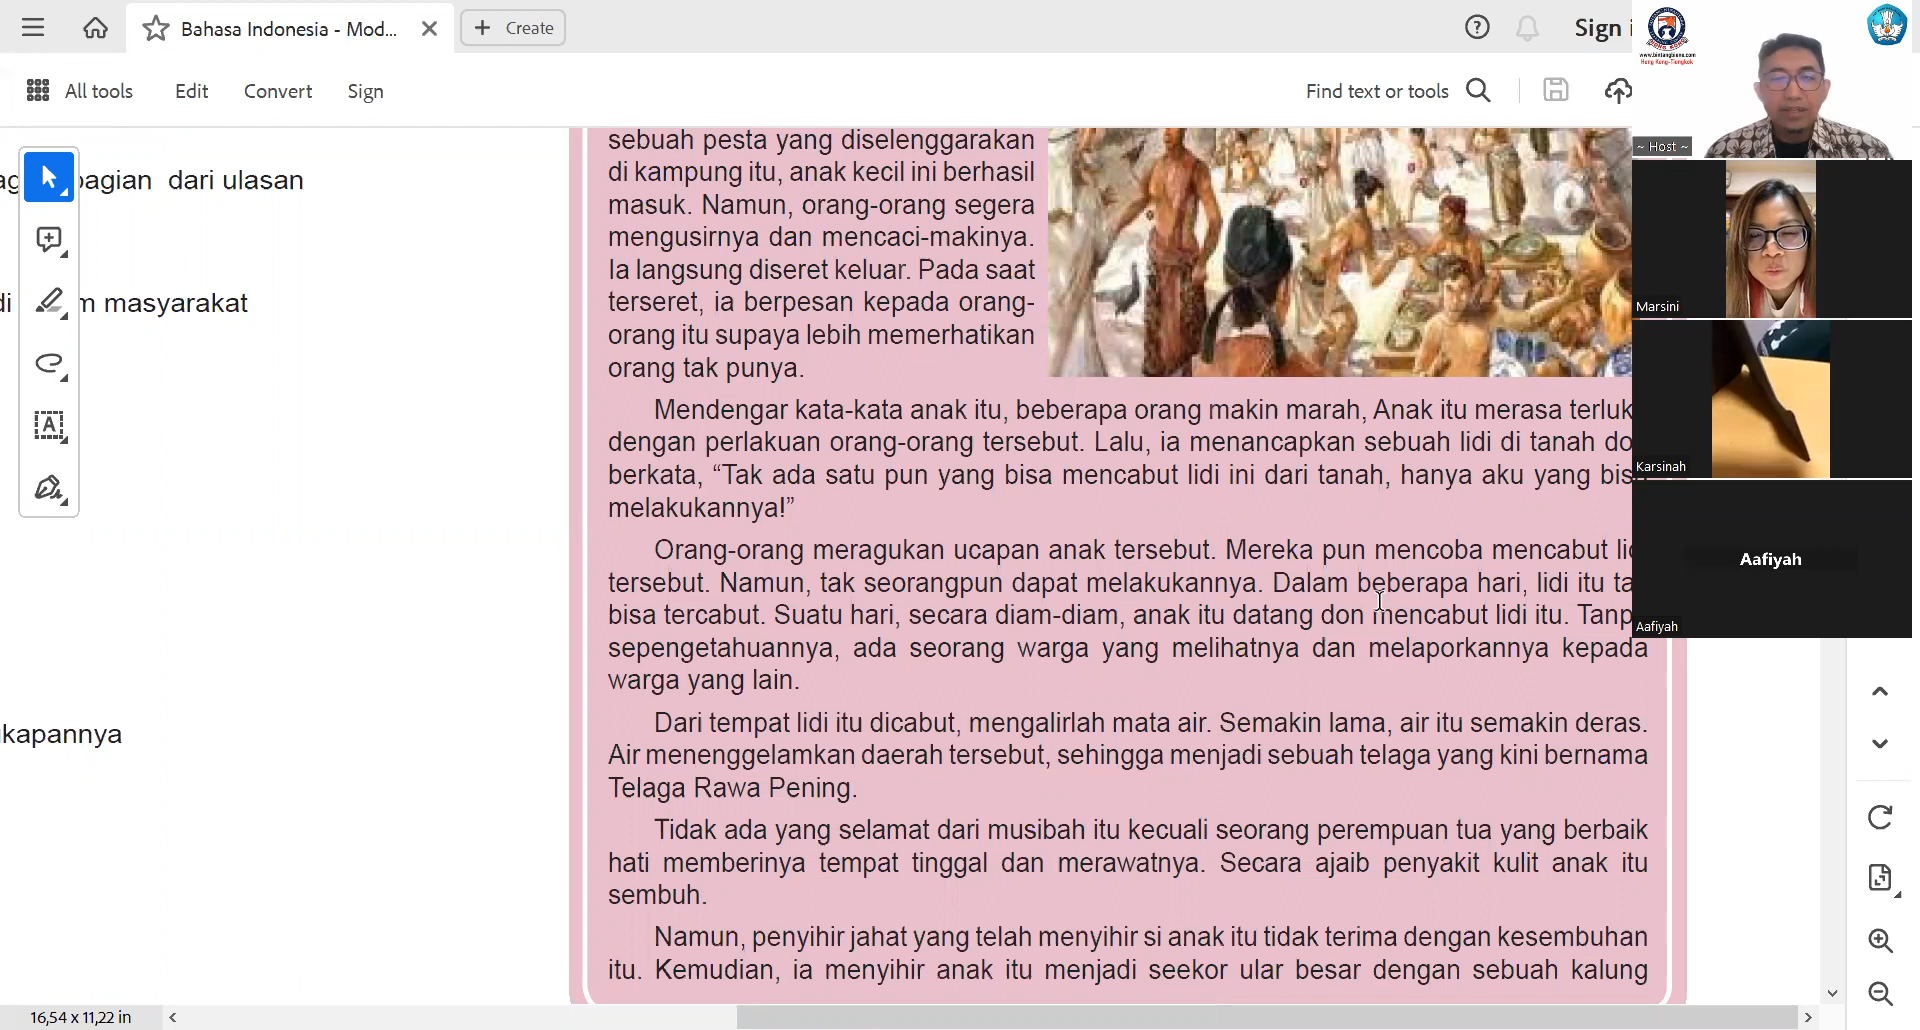 Bahasa Indonesia - Mod...
Create
Sign i
All tools
Edit
Convert
Sign
Find text or tools
www.bintangbiena.com
Hong Kong-Tiongkok
~ Host ~
Marsini
Karsinah
Aafiyah
Aafiyah
bagian dari ulasan
masyarakat
kapannya
sebuah pesta yang diselenggarakan
di kampung itu, anak kecil ini berhasil
masuk. Namun, orang-orang segera
mengusirnya dan mencaci-makinya.
Ia langsung diseret keluar. Pada saat
terseret, ia berpesan kepada orang-
orang itu supaya lebih memerhatikan
orang tak punya.
Mendengar kata-kata anak itu, beberapa orang makin marah, Anak itu merasa terluk
dengan perlakuan orang-orang tersebut. Lalu, ia menancapkan sebuah lidi di tanah do
berkata, “Tak ada satu pun yang bisa mencabut lidi ini dari tanah, hanya aku yang bis
melakukannya!”
Orang-orang meragukan ucapan anak tersebut. Mereka pun mencoba mencabut li
tersebut. Namun, tak seorangpun dapat melakukannya. Dalam beberapa hari, lidi itu ta
bisa tercabut. Suatu hari, secara diam-diam, anak itu datang don mencabut lidi itu. Tanp
sepengetahuannya, ada seorang warga yang melihatnya dan melaporkannya kepada
warga yang lain.
Dari tempat lidi itu dicabut, mengalirlah mata air. Semakin lama, air itu semakin deras.
Air menenggelamkan daerah tersebut, sehingga menjadi sebuah telaga yang kini bernama
Telaga Rawa Pening.
Tidak ada yang selamat dari musibah itu kecuali seorang perempuan tua yang berbaik
hati memberinya tempat tinggal dan merawatnya. Secara ajaib penyakit kulit anak itu
sembuh.
Namun, penyihir jahat yang telah menyihir si anak itu tidak terima dengan kesembuhan
itu. Kemudian, ia menyihir anak itu menjadi seekor ular besar dengan sebuah kalung
16,54 x 11,22 in